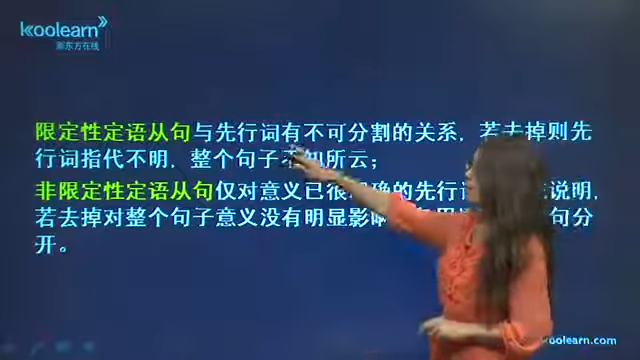 koolearn
新东方在线
限定性定语从句与先行词有不可分割的关系，若去掉则先
行词指代不明，整个句子不知所云；
非限定性定语从句仅对意义已很 确的先行 说明，
若去掉对整个句子意义没有明显影响 句分
开。
koolearn.com